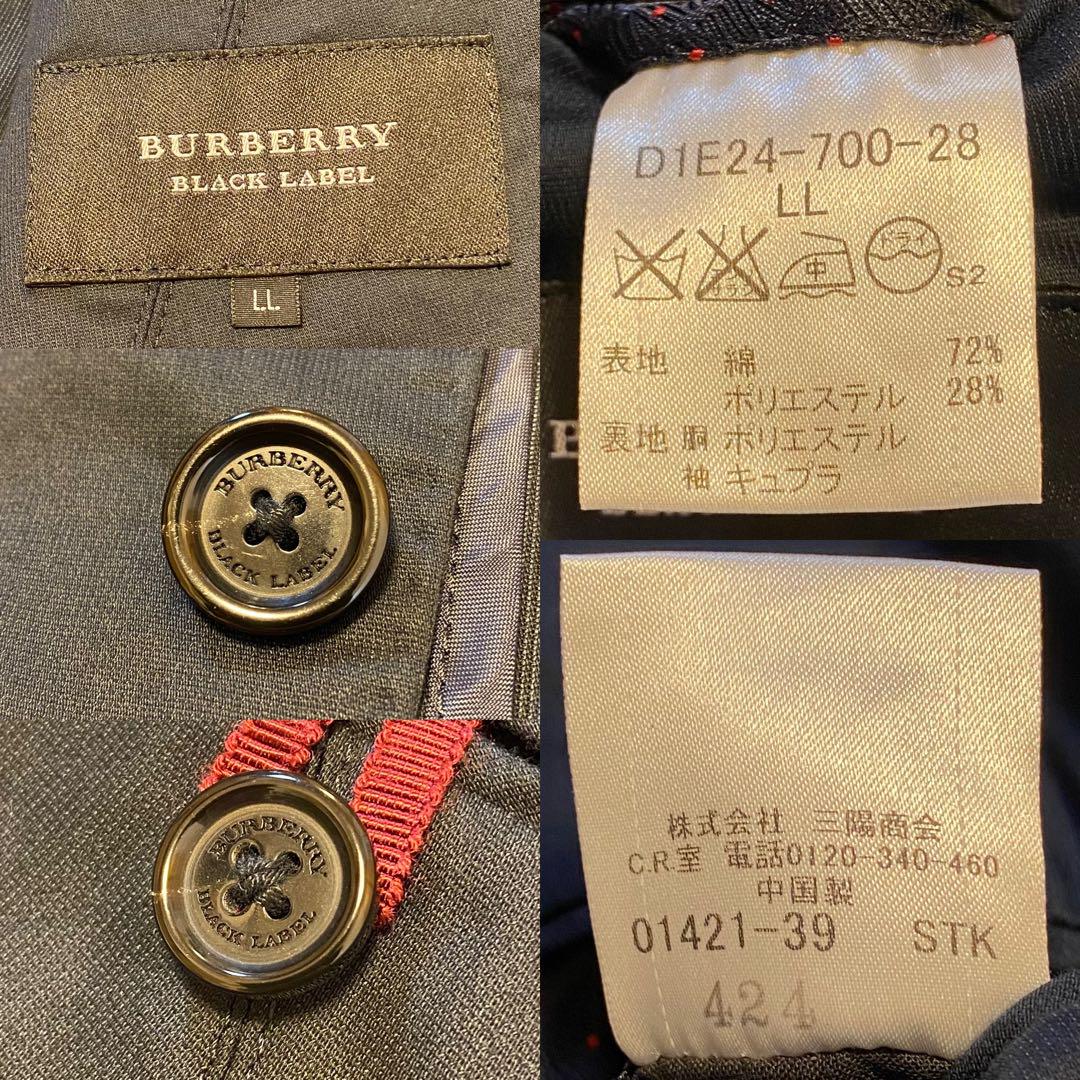 BURBERRY
BLACK LABEL
LL
BURBERRY
BLACK LABEL
BURBERRY
BLACK LABEL
D1E24-700-28
LL
中
ドライ
S2
表地 綿 72%
ポリエステル 28%
裏地 胴 ポリエステル
袖 キュプラ
株式会社 三陽商会
C.R室 電話0120-340-460
中国製
01421-39 STK
424